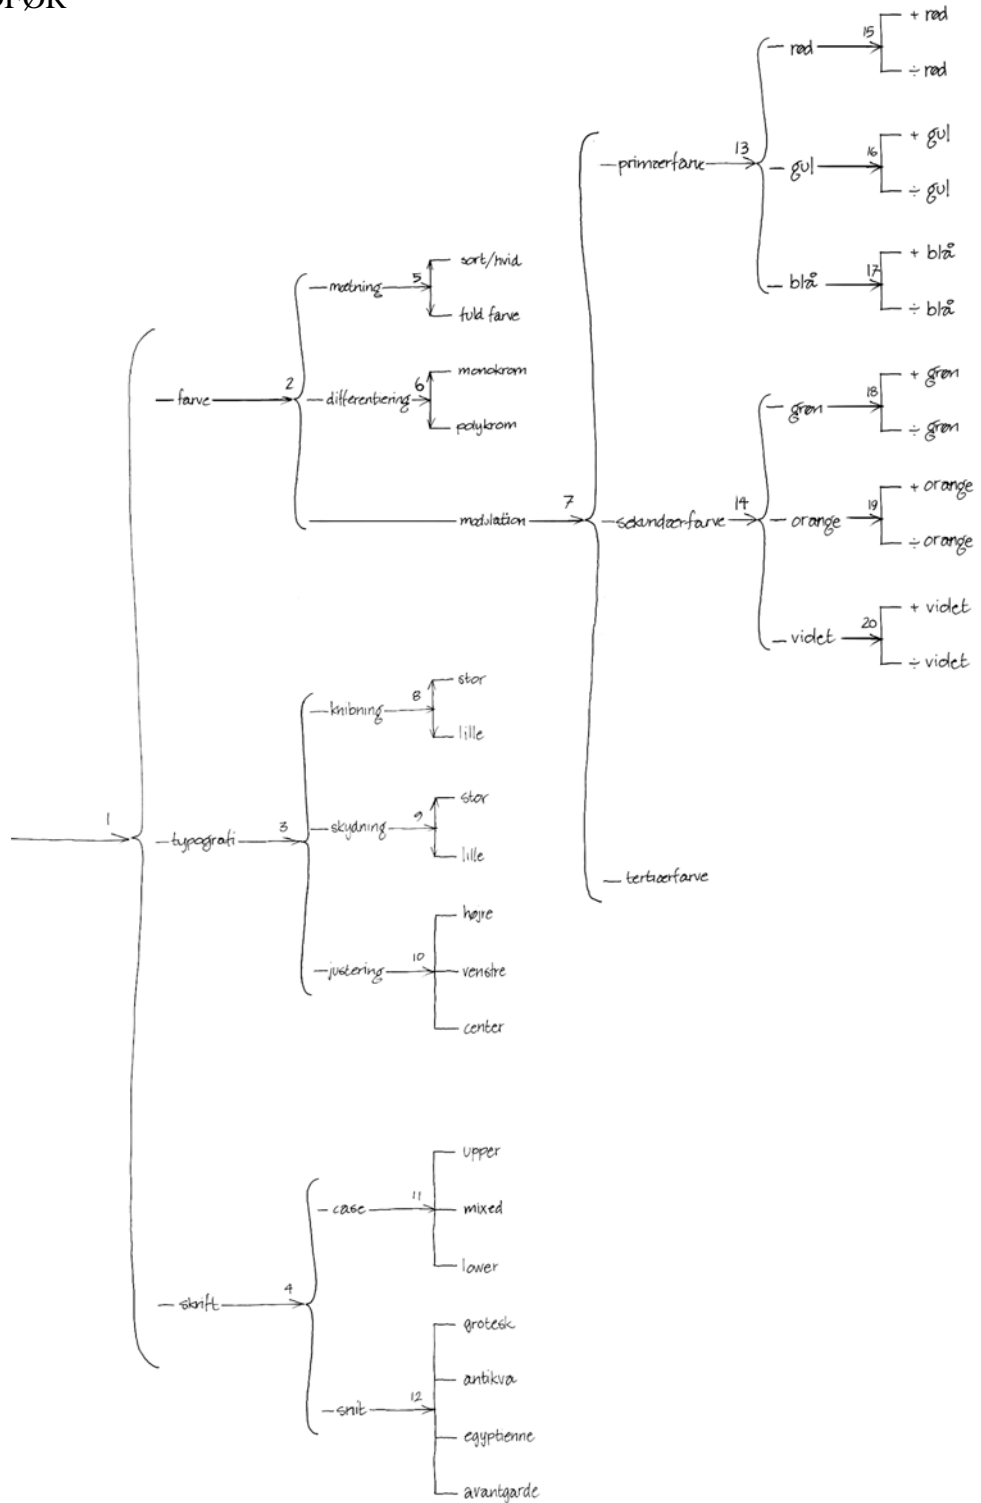 + rød
15
rød
÷ rød
+ gul
13
16
primærfarve
gul
÷ gul
+ blå
sort/hvid
17
5
mætning
blå
÷ blå
fuld farve
monokrom
+ grøn
2
6
18
farve
differentiering
grøn
polykrom
÷ grøn
+ orange
7
14
19
modulation
sekundærfarve
orange
÷ orange
+ violet
20
violet
÷ violet
stor
8
knibning
lille
stor
1
3
9
skydning
typografi
lille
tertiærfarve
højre
10
justering
venstre
center
upper
11
case
mixed
lower
4
skrift
grotesk
antikva
12
snit
egyptienne
avantgarde